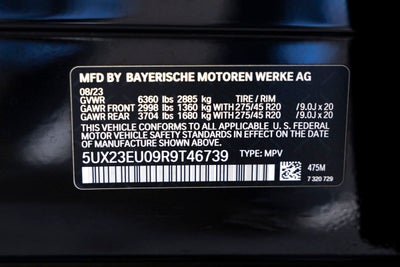 MFD BY BAYERISCHE MOTOREN WERKE AG
08/23
GVWR 6360 lbs 2885 kg TIRE / RIM
GAWR FRONT 2998 lbs 1360 kg WITH 275/45 R20 /9.0J x 20
GAWR REAR 3704 lbs 1680 kg WITH 275/45 R20 /9.0J x 20
THIS VEHICLE CONFORMS TO ALL APPLICABLE U. S. FEDERAL
MOTOR VEHICLE SAFETY STANDARDS IN EFFECT ON THE DATE OF
MANUFACTURE SHOWN ABOVE.
5UX23EU09R9T46739 TYPE: MPV
475M
7 320 729